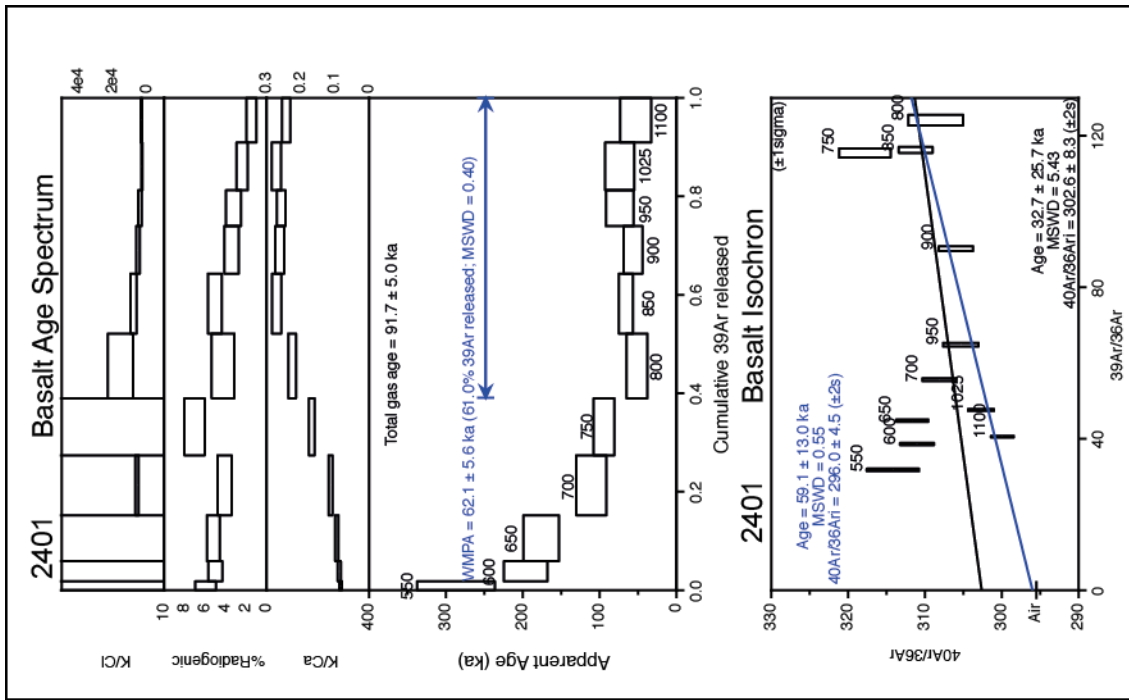 2401 Basalt Age Spectrum
K/Cl
4e4
2e4
0
%Radiogenic
10
8
6
4
2
0
K/Ca
0.3
0.2
0.1
0
Total gas age = 91.7 ± 5.0 ka
WMPA = 62.1 ± 5.6 ka (61.0% 39Ar released; MSWD = 0.40)
Apparent Age (ka)
400
300
200
100
0
550
600
650
700
750
800
850
900
950
1025
1100
0.0
0.2
0.4
0.6
0.8
1.0
Cumulative 39Ar released
2401 Basalt Isochron
(±1sigma)
Age = 59.1 ± 13.0 ka
MSWD = 0.55
40Ar/36Ari = 296.0 ± 4.5 (±2s)
40Ar/36Ar
330
320
310
300
Air
290
550
600
650
700
1100
1025
950
900
750
850
800
Age = 32.7 ± 25.7 ka
MSWD = 5.43
40Ar/36Ari = 302.6 ± 8.3 (±2s)
0
40
80
120
39Ar/36Ar